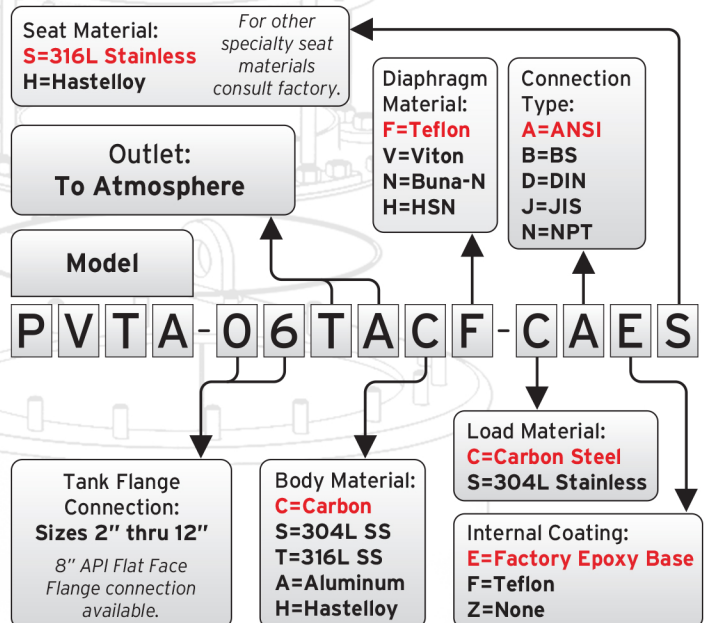 Seat Material:
S=316L Stainless
H=Hastelloy
For other
specialty seat
materials
consult factory.
Diaphragm
Material:
F=Teflon
V=Viton
N=Buna-N
H=HSN
Connection
Type:
A=ANSI
B=BS
D=DIN
J=JIS
N=NPT
Outlet:
To Atmosphere
Model
PVTA-06TACF-CAES
Tank Flange
Connection:
Sizes 2” thru 12”
8” API Flat Face
Flange connection
available.
Body Material:
C=Carbon
S=304L SS
T=316L SS
A=Aluminum
H=Hastelloy
Load Material:
C=Carbon Steel
S=304L Stainless
Internal Coating:
E=Factory Epoxy Base
F=Teflon
Z=None